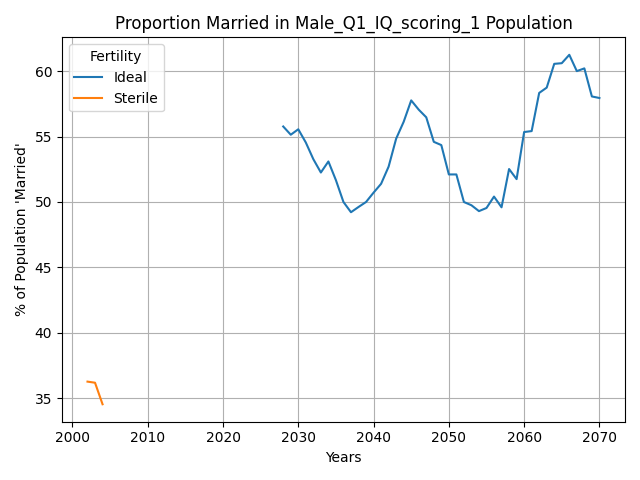 Proportion Married in Male_Q1_IQ_scoring_1 Population
Fertility
Ideal
Sterile
% of Population 'Married'
60
55
50
45
40
35
2000 2010 2020 2030 2040 2050 2060 2070
Years